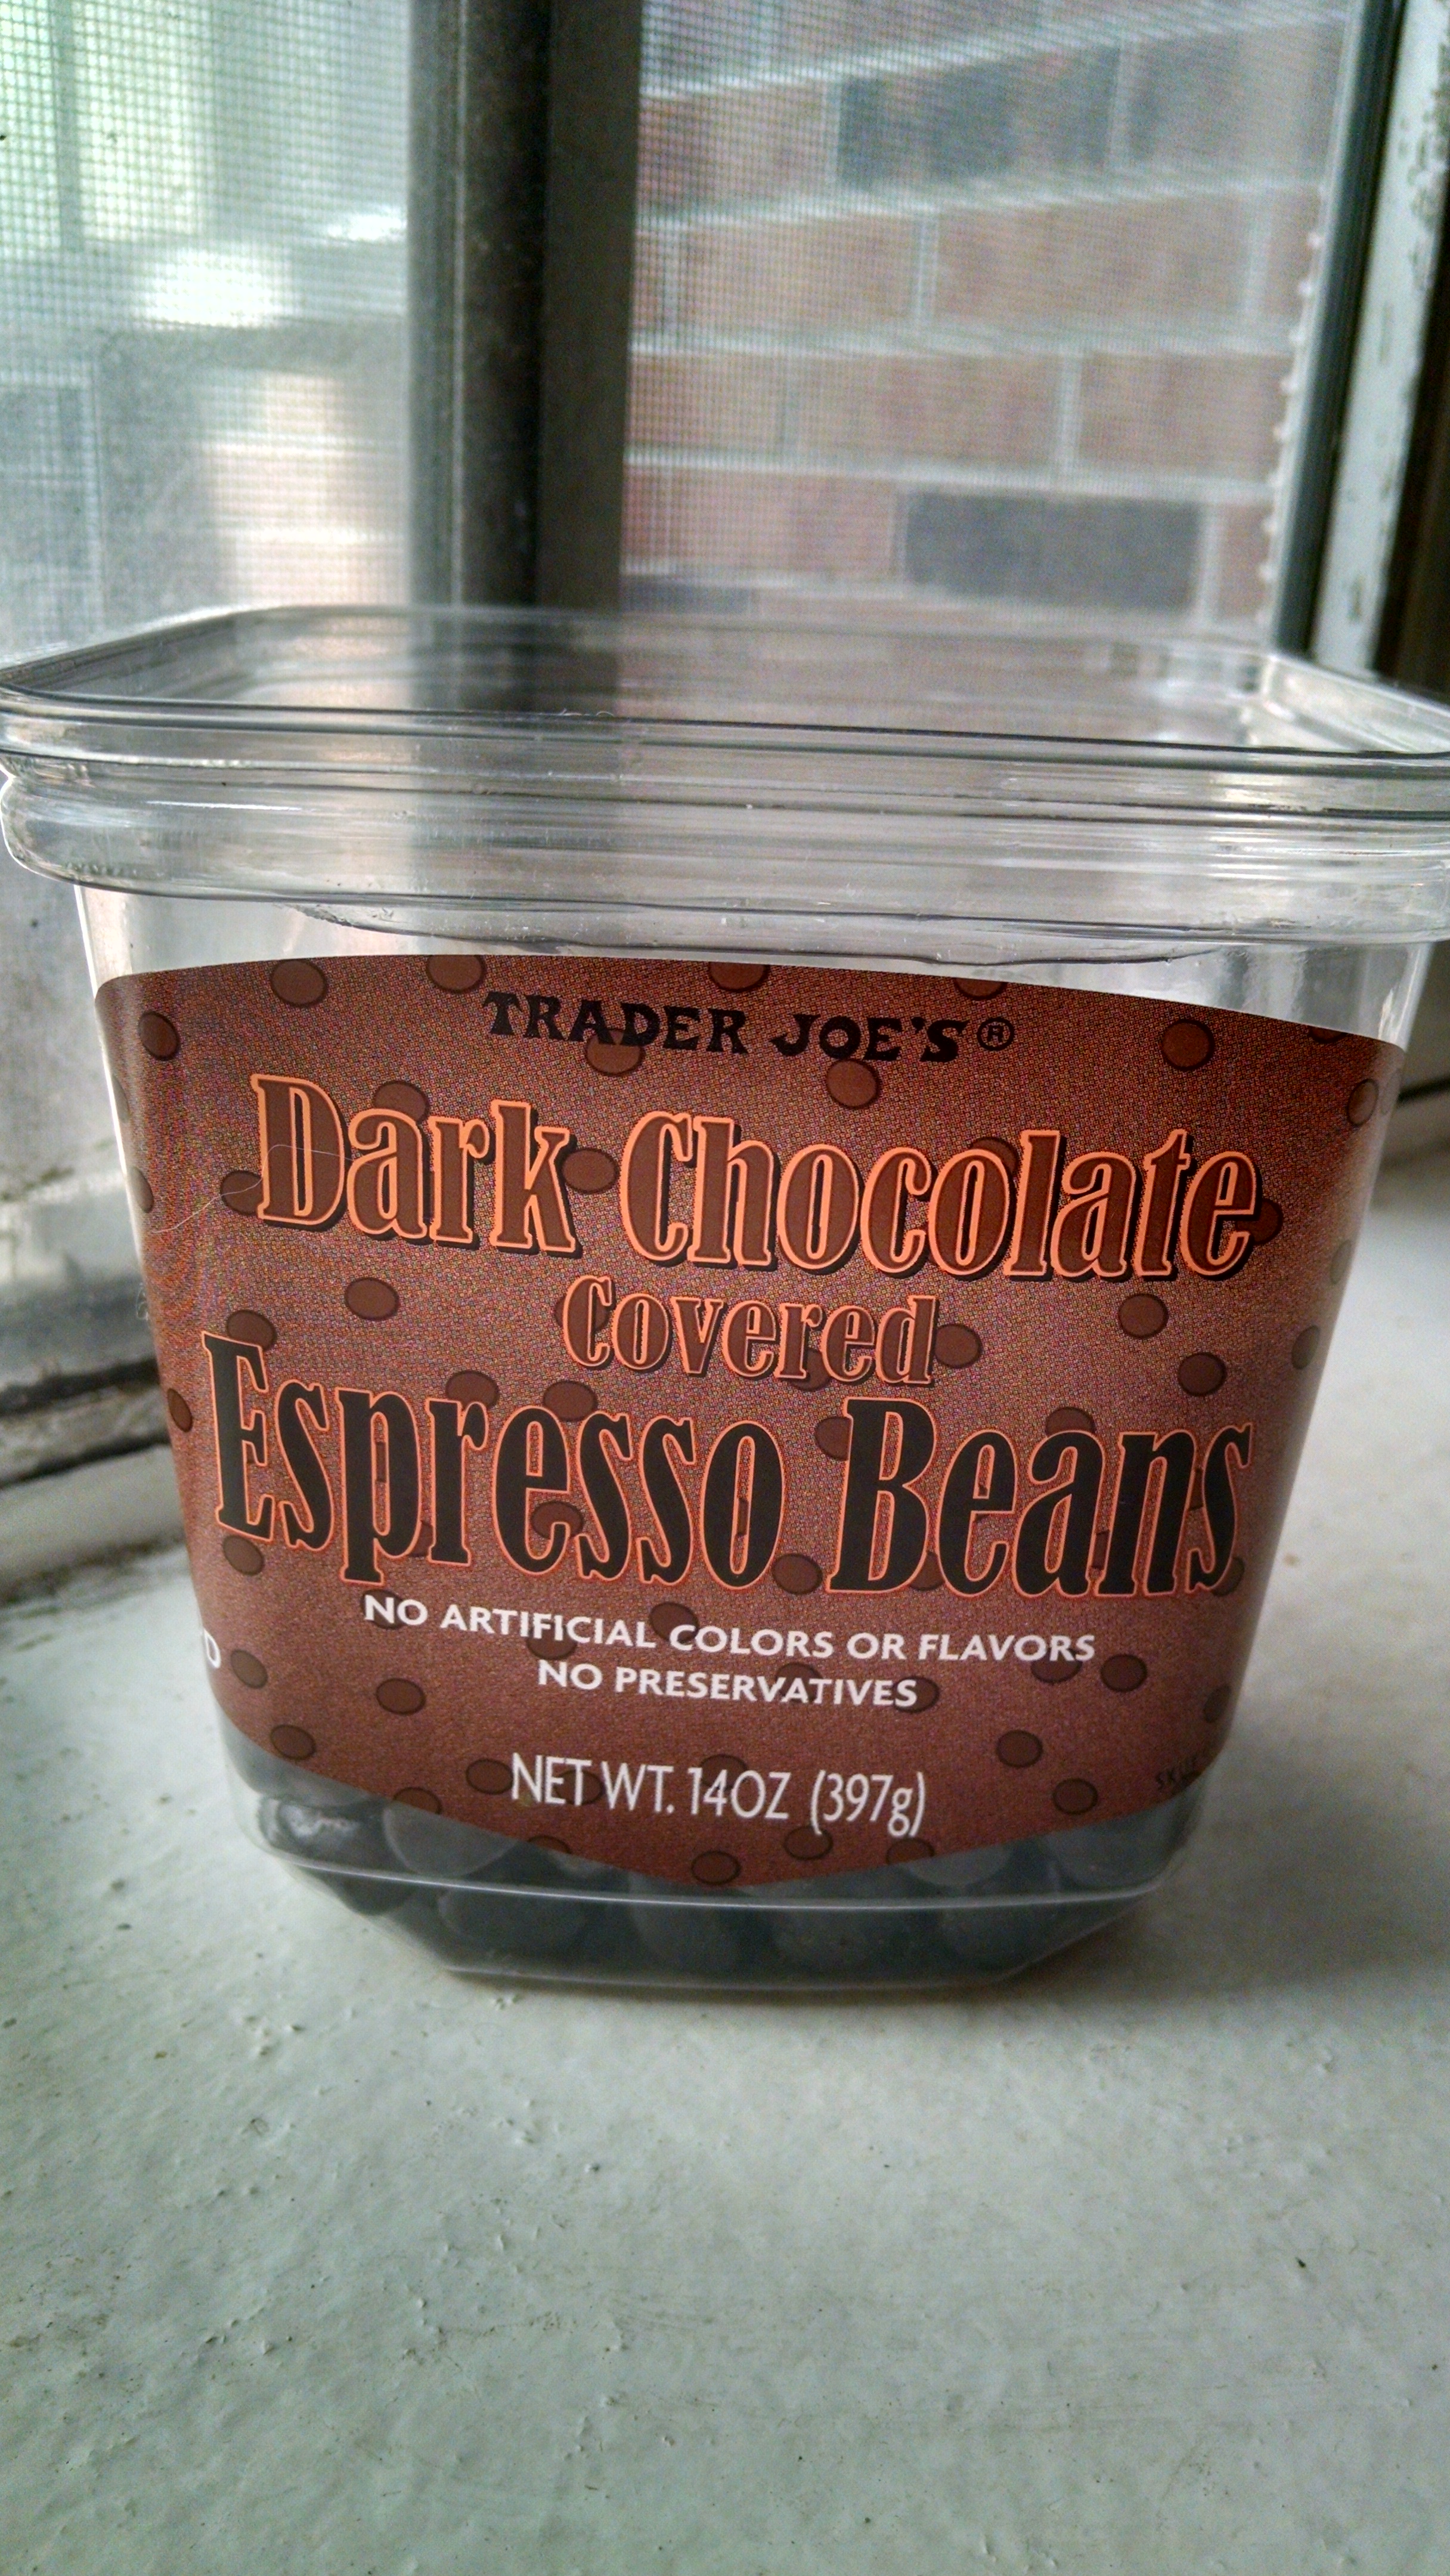 TRADER JOE'S®
Dark Chocolate
Covered
Espresso Beans
NO ARTIFICIAL COLORS OR FLAVORS
NO PRESERVATIVES
NET WT. 14OZ (397g)